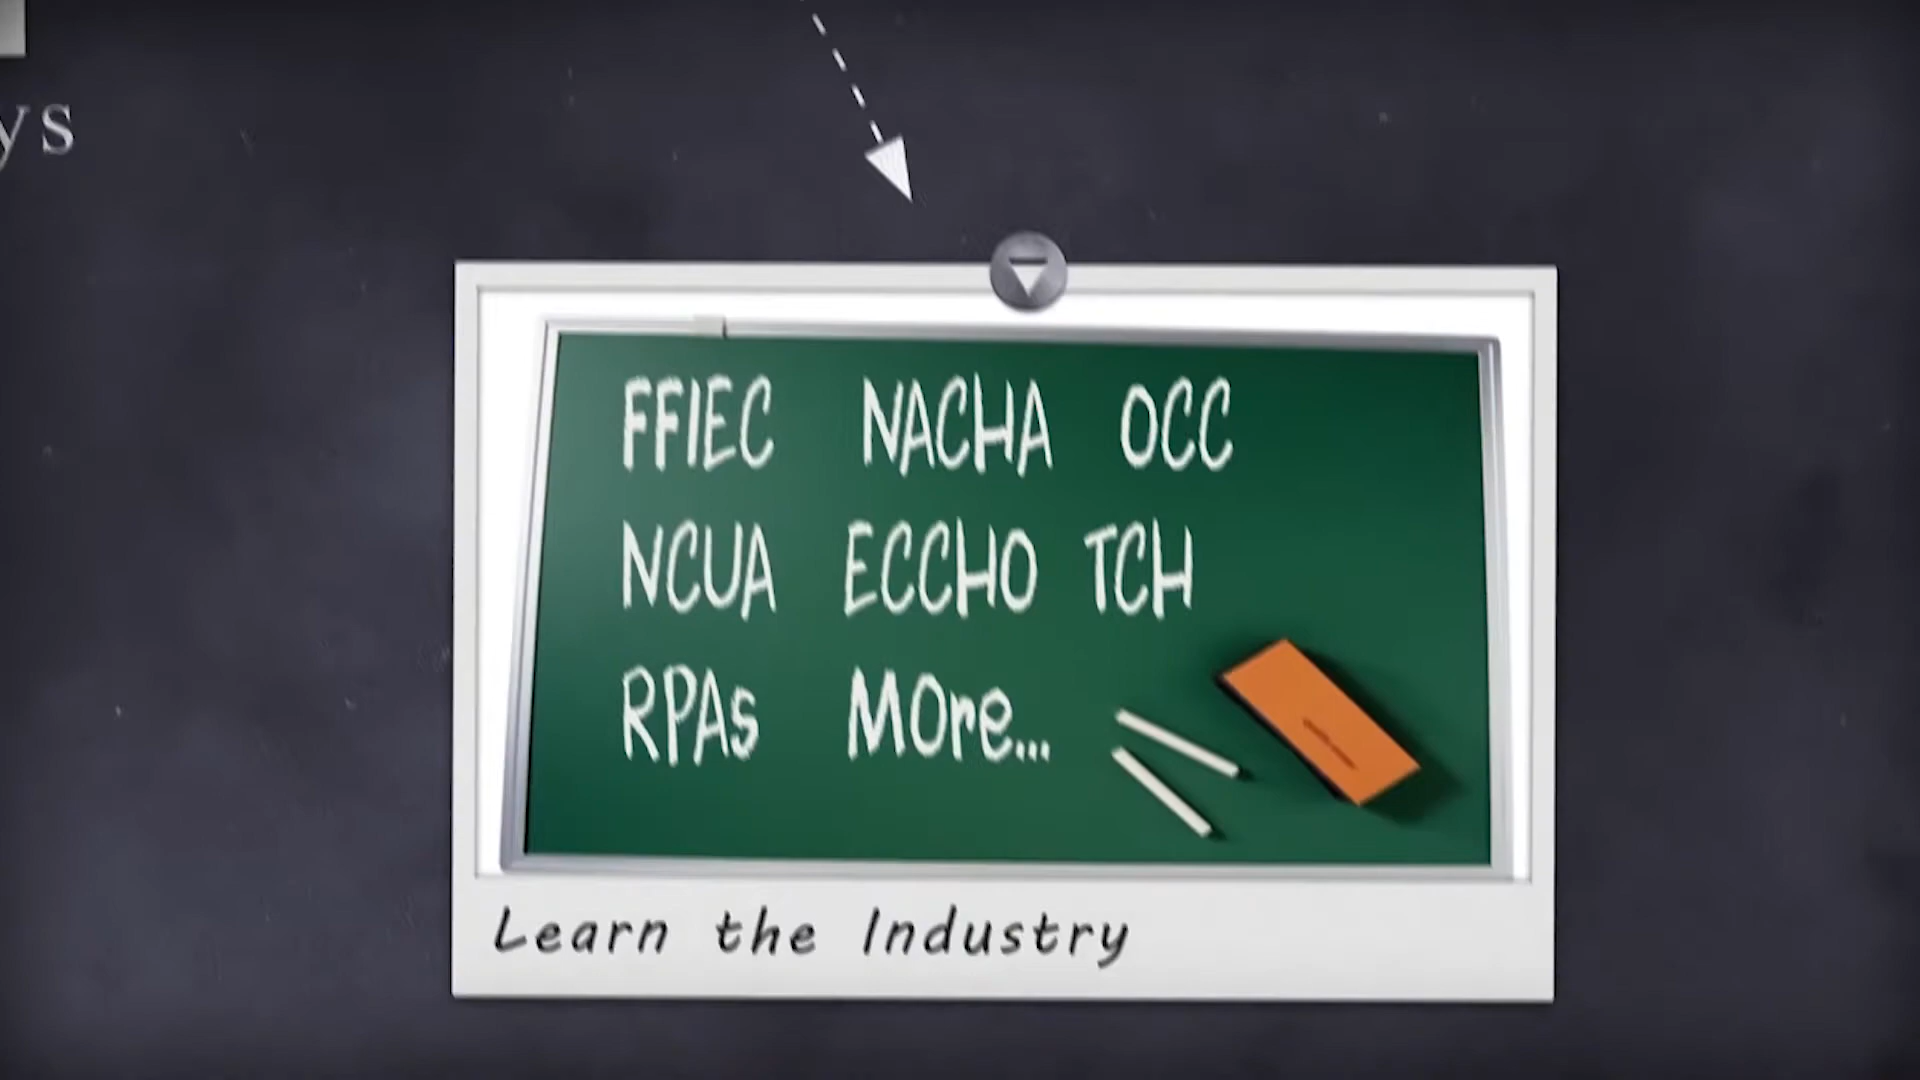 ys
FFIEC NACHA OCC
NCUA ECCHO TCH
RPAs MOre...
Learn the Industry